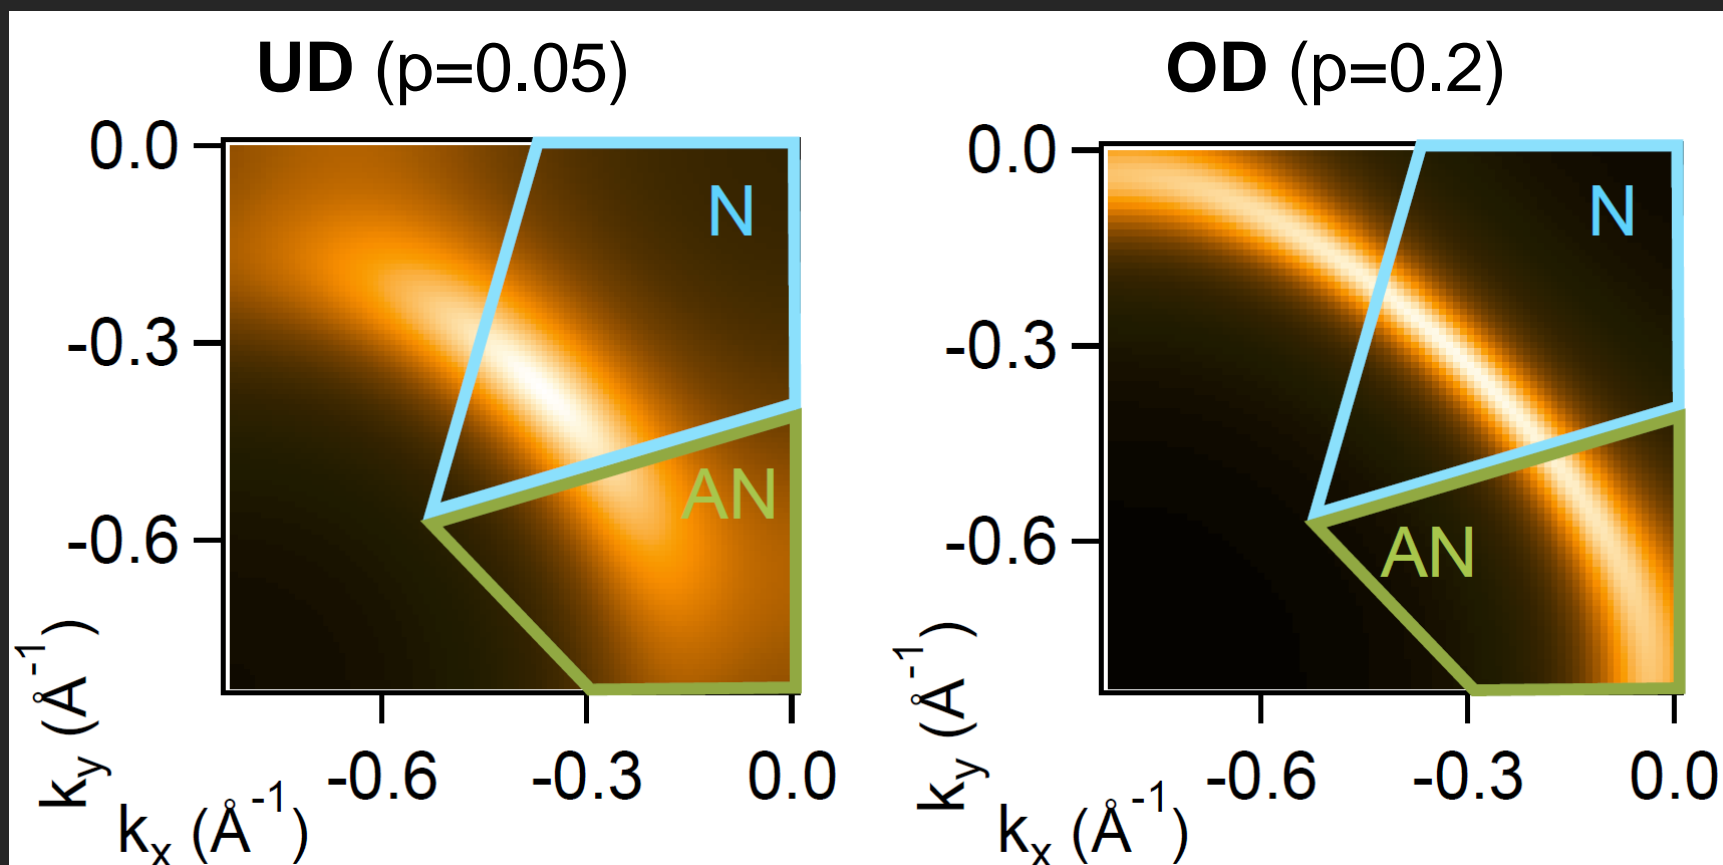 UD (p=0.05)
0.0
-0.3
-0.6
N
AN
ky (Å-1)
-0.6 -0.3 0.0
kx (Å-1)
OD (p=0.2)
0.0
-0.3
-0.6
N
AN
ky (Å-1)
-0.6 -0.3 0.0
kx (Å-1)